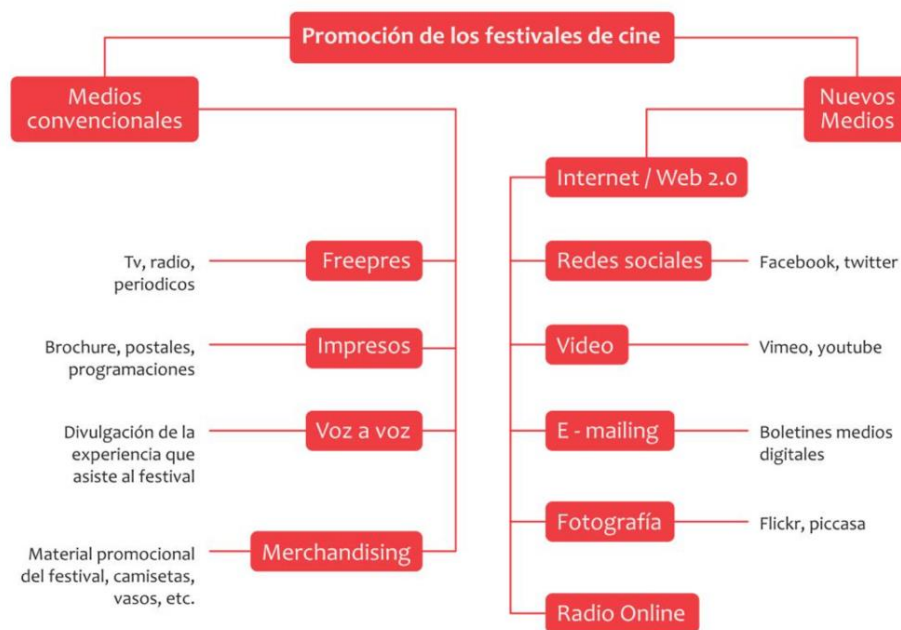 Promoción de los festivales de cine
Medios
convencionales
Nuevos
Medios
Internet / Web 2.0
Tv, radio,
periodicos
Freepres
Redes sociales
Facebook, twitter
Brochure, postales,
programaciones
Impresos
Video
Vimeo, youtube
Divulgación de la
experiencia que
asiste al festival
Voz a voz
E - mailing
Boletines medios
digitales
Material promocional
del festival, camisetas,
vasos, etc.
Merchandising
Fotografía
Flickr, piccasa
Radio Online